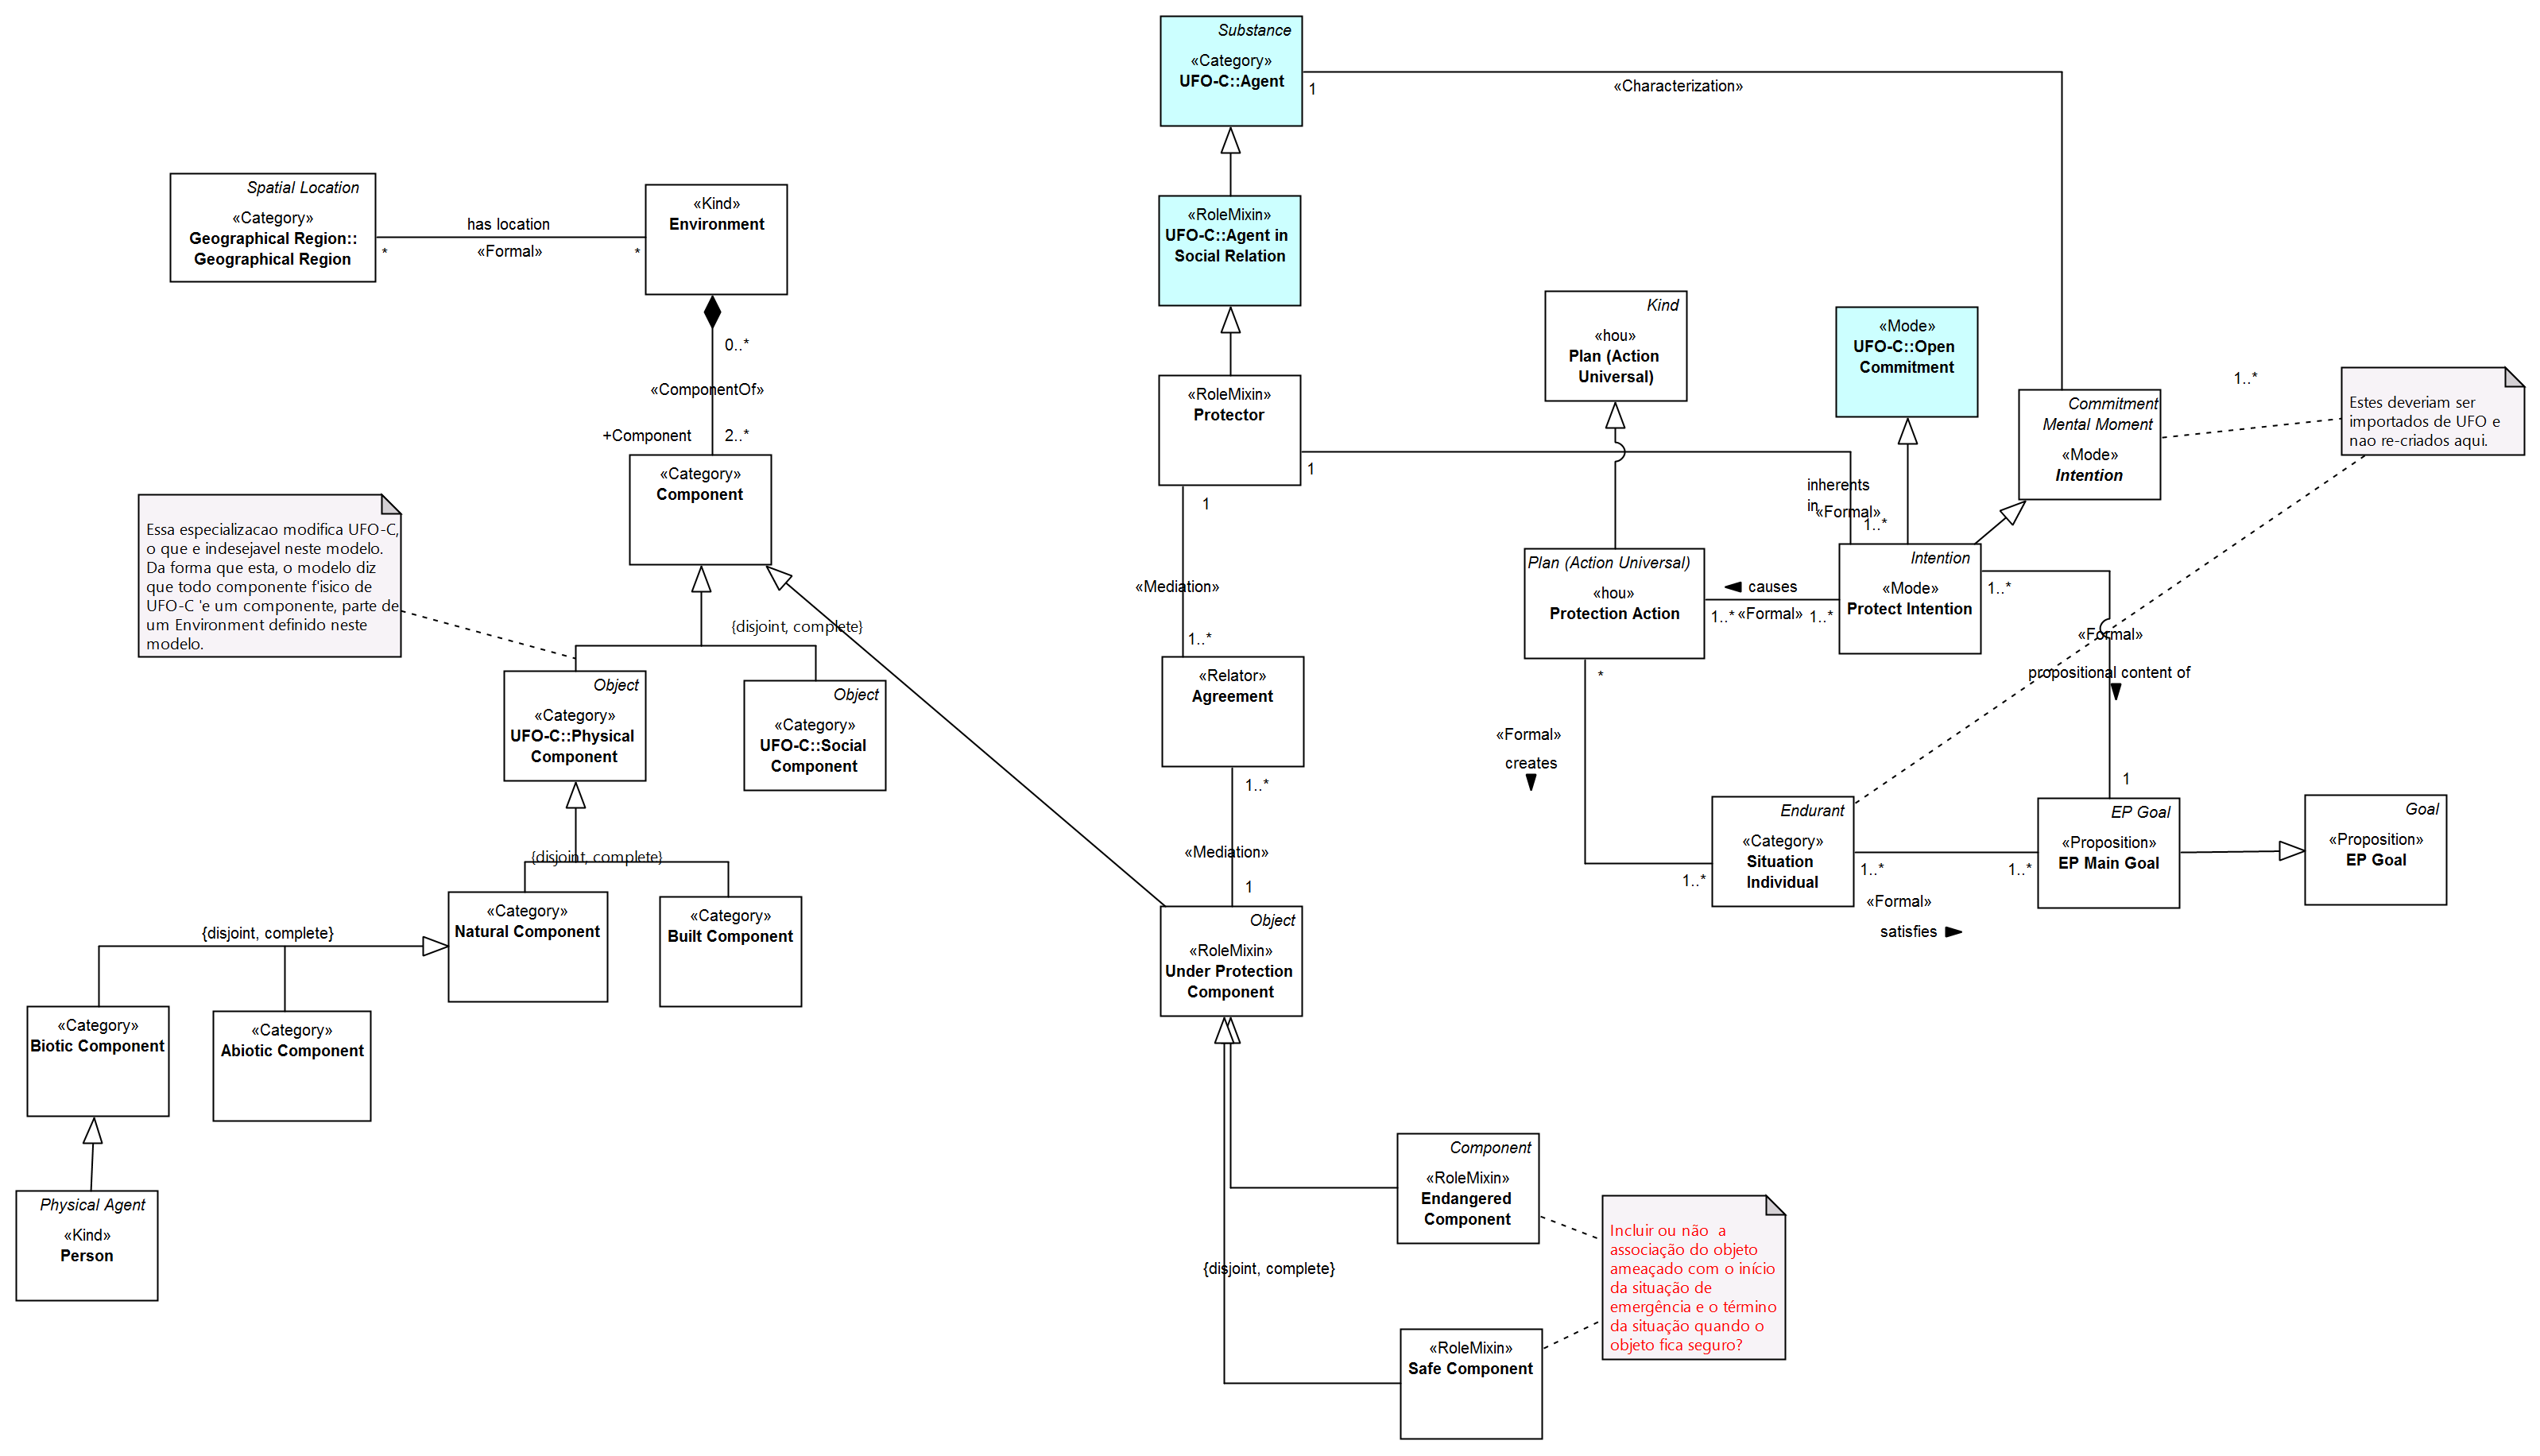 Substance
«Category»
UFO-C::Agent
1
«Characterization»
Spatial Location
«Category»
Geographical Region::
Geographical Region
*
has location
«Formal»
*
«Kind»
Environment
«RoleMixin»
UFO-C::Agent in
Social Relation
0..*
«ComponentOf»
+Component
2..*
«Category»
Component
«RoleMixin»
Protector
1
1
Kind
«hou»
Plan (Action
Universal)
«Mode»
UFO-C::Open
Commitment
1..*
Commitment
Mental Moment
«Mode»
Intention
Estes deveriam ser
importados de UFO e
nao re-criados aqui.
inherents
in
«Formal»
1..*
Essa especializacao modifica UFO-C,
o que e indesejavel neste modelo.
Da forma que esta, o modelo diz
que todo componente f'isico de
UFO-C 'e um componente, parte de
um Environment definido neste
modelo.
{disjoint, complete}
Object
«Category»
UFO-C::Physical
Component
Object
«Category»
UFO-C::Social
Component
«Mediation»
1..*
«Relator»
Agreement
1..*
«Mediation»
1
Plan (Action Universal)
«hou»
Protection Action
causes
1..*
«Formal»
1..*
Intention
«Mode»
Protect Intention
1..*
«Formal»
propositional content of
1
*
«Formal»
creates
1..*
Endurant
«Category»
Situation
Individual
1..*
1..*
«Formal»
satisfies
EP Goal
«Proposition»
EP Main Goal
Goal
«Proposition»
EP Goal
{disjoint, complete}
«Category»
Natural Component
«Category»
Built Component
{disjoint, complete}
«Category»
Biotic Component
«Category»
Abiotic Component
Physical Agent
«Kind»
Person
Object
«RoleMixin»
Under Protection
Component
Component
«RoleMixin»
Endangered
Component
{disjoint, complete}
«RoleMixin»
Safe Component
Incluir ou não  a
associação do objeto
ameaçado com o início
da situação de
emergência e o término
da situação quando o
objeto fica seguro?